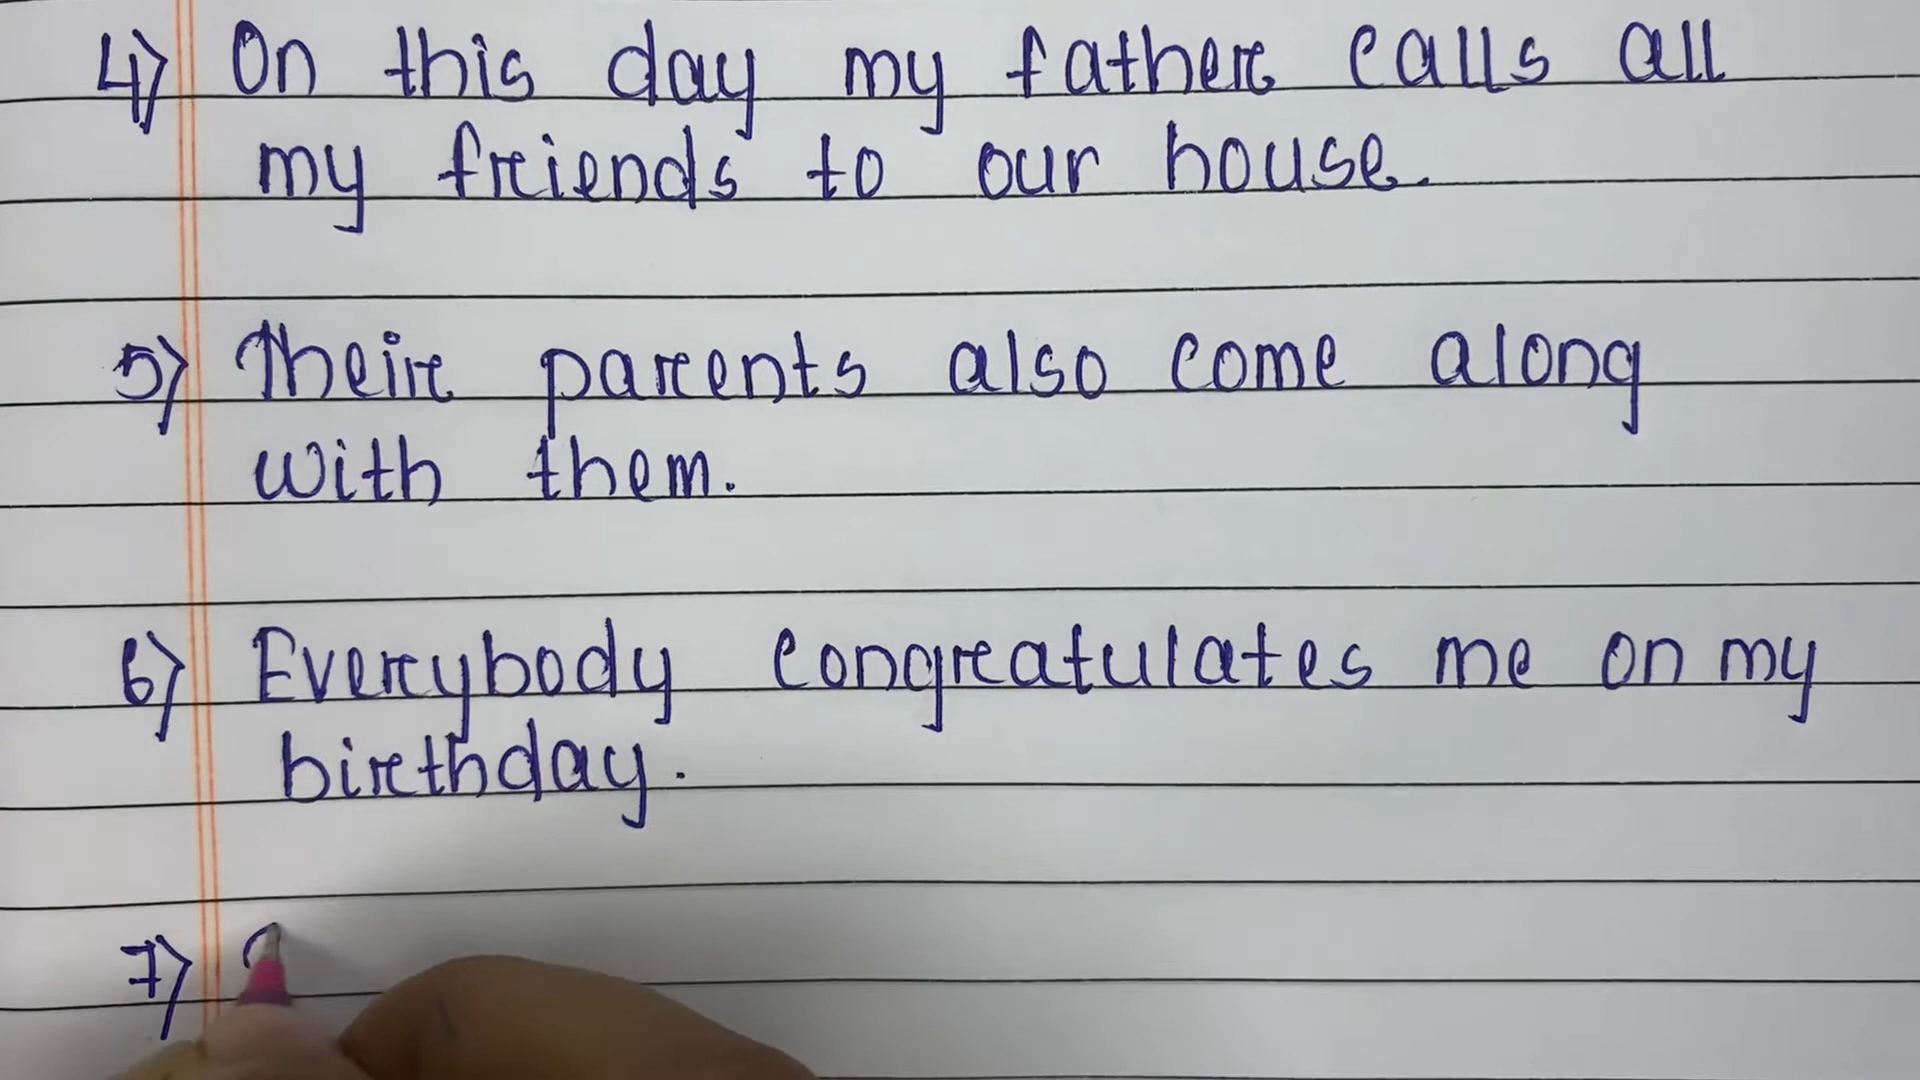 4) On this day my father calls all
my friends to our house.
5) Their parents also come along
with them.
6) Everybody congratulates me on my
birthday.
7)